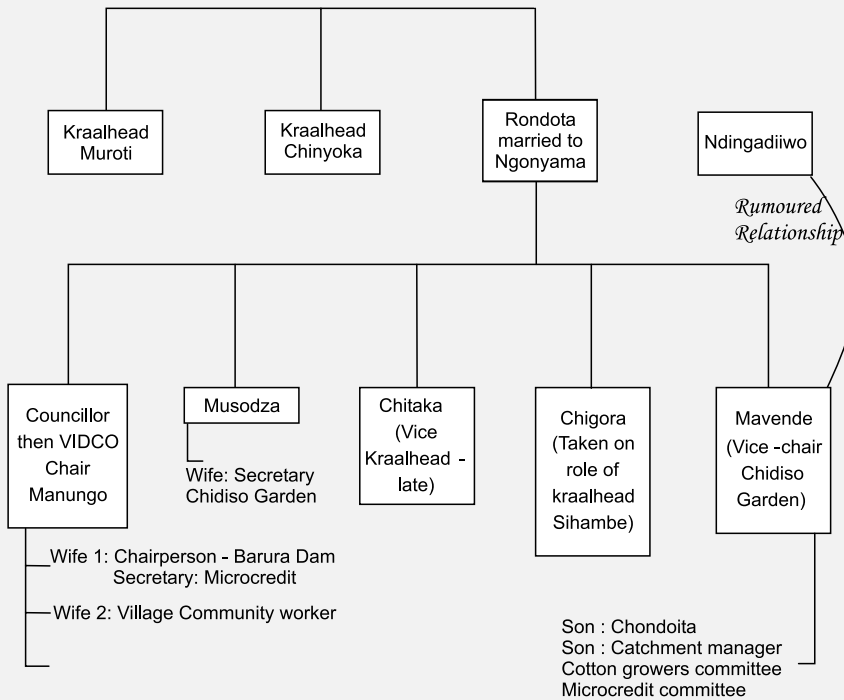 Kraalhead
Muroti
Kraalhead
Chinyoka
Rondota
married to
Ngonyama
Ndingadiiwo
Rumoured
Relationship
Councillor
then VIDCO
Chair
Manungo
Musodza
Wife: Secretary
Chidiso Garden
Chitaka
(Vice
Kraalhead -
late)
Chigora
(Taken on
role of
kraalhead
Sihambe)
Mavende
(Vice -chair
Chidiso
Garden)
Wife 1: Chairperson - Barura Dam
Secretary: Microcredit
Wife 2: Village Community worker
Son : Chondoita
Son : Catchment manager
Cotton growers committee
Microcredit committee